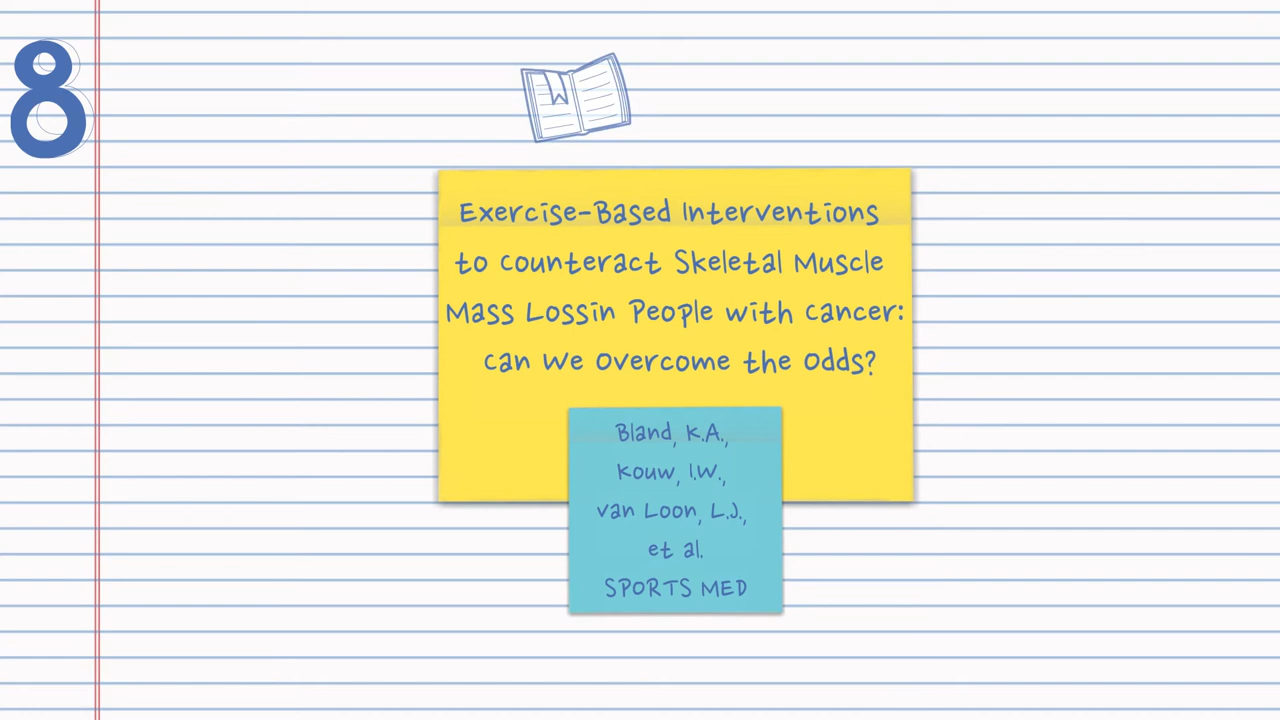 8
Exercise-Based Interventions
to Counteract Skeletal Muscle
Mass Lossin People with Cancer:
Can We Overcome the Odds?
Bland, K.A.,
Kouw, I.W.,
van Loon, L.J.,
et al.
SPORTS MED